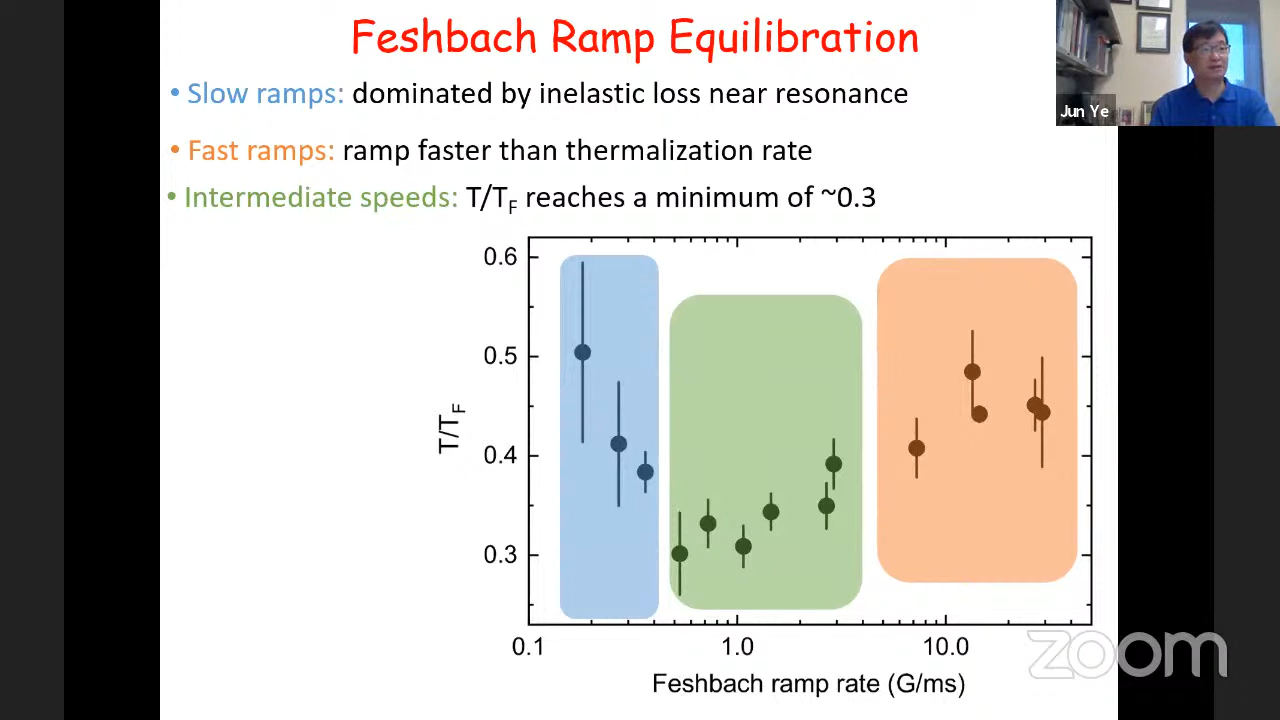 Feshbach Ramp Equilibration
• Slow ramps: dominated by inelastic loss near resonance
• Fast ramps: ramp faster than thermalization rate
• Intermediate speeds: T/T_F reaches a minimum of ~0.3
Jun Ye
0.6
0.5
0.4
0.3
T/T_F
0.1
1.0
10.0
Feshbach ramp rate (G/ms)
zoom